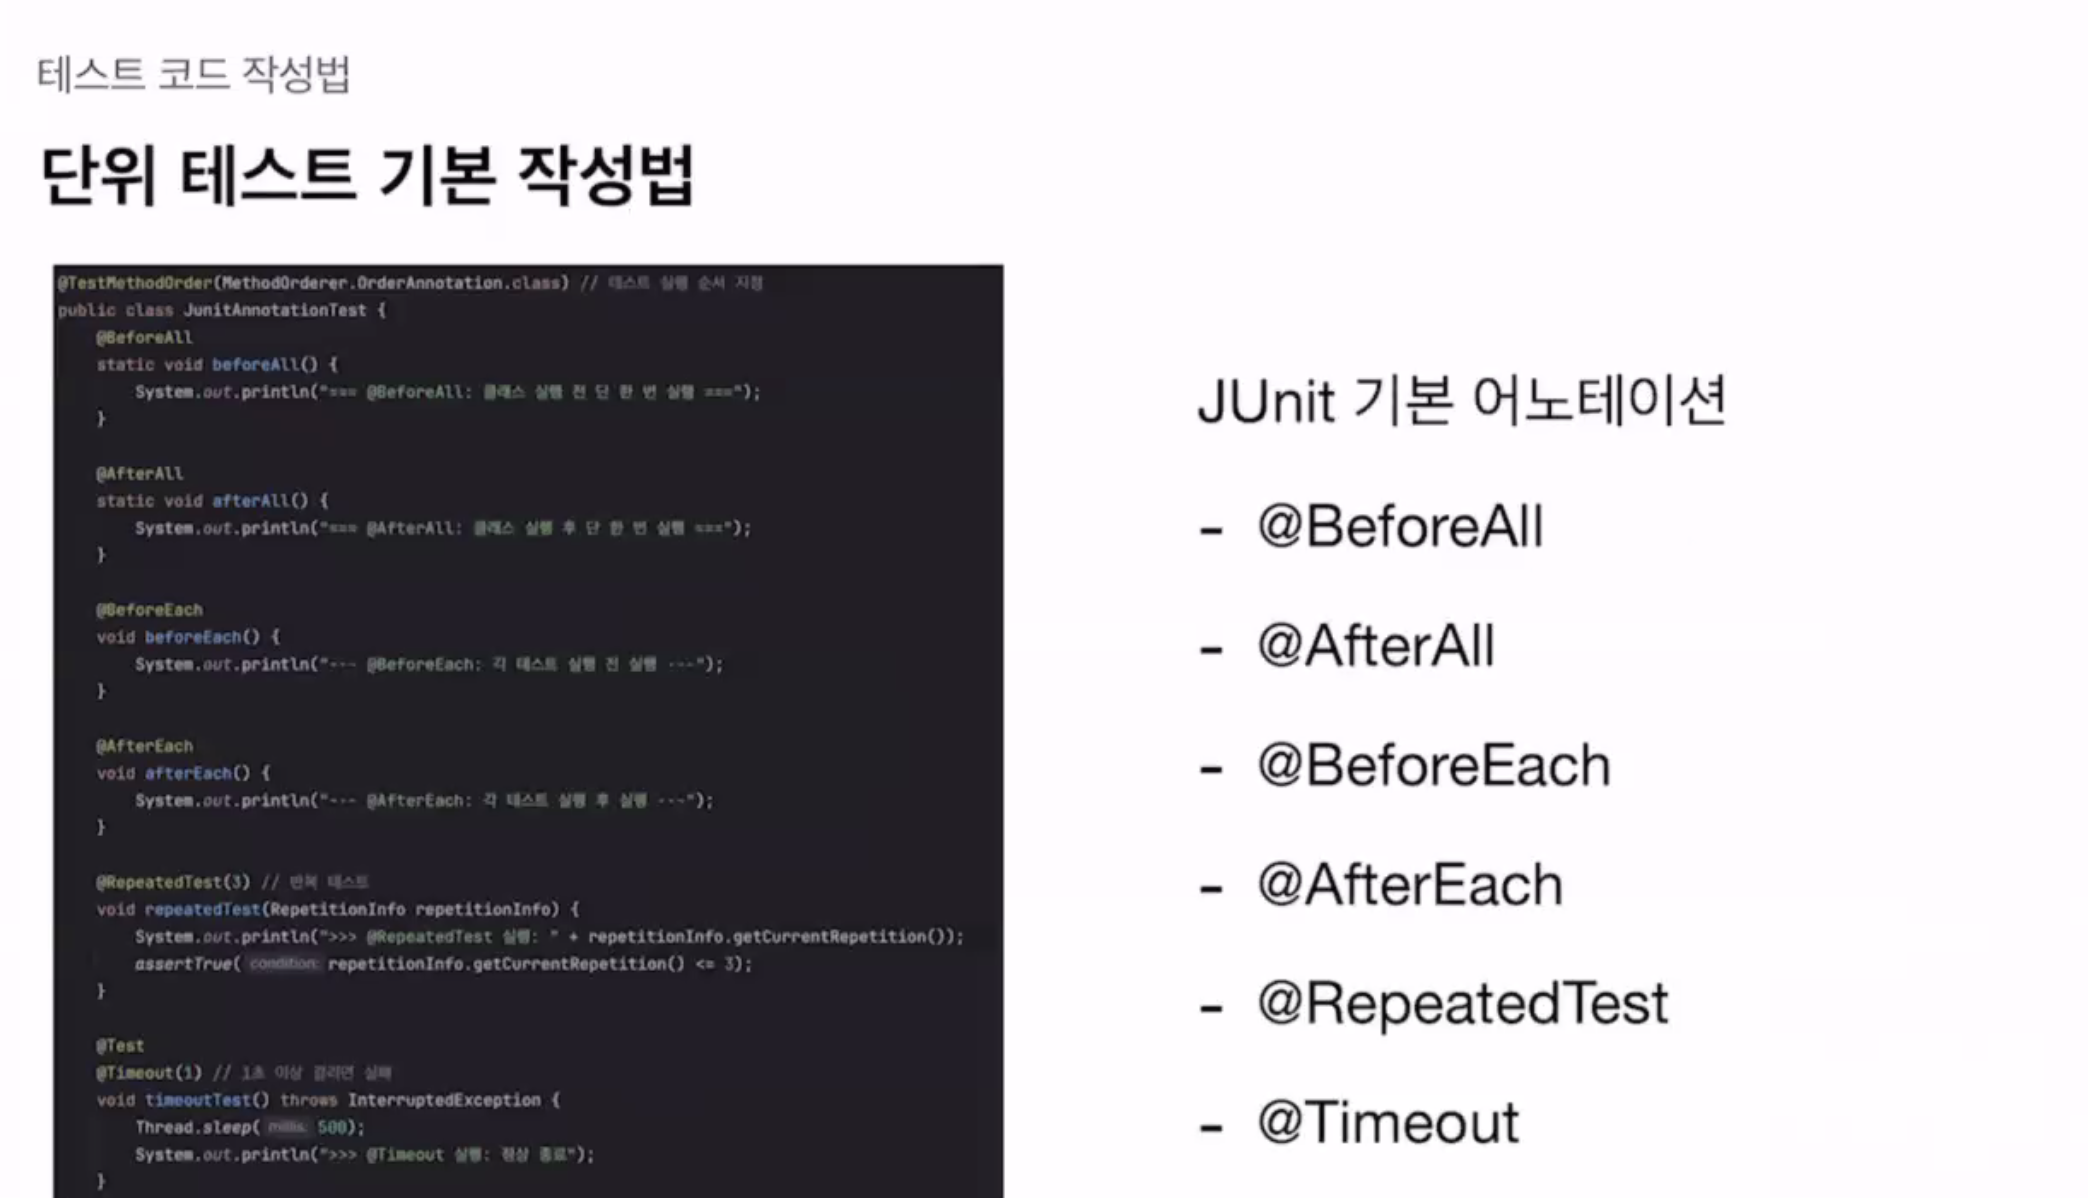 테스트 코드 작성법
단위 테스트 기본 작성법
@TestMethodOrder(MethodOrderer.OrderAnnotation.class) // 테스트 실행 순서 지정
public class JunitAnnotationTest {
@BeforeAll
static void beforeAll() {
System.out.println("=== @BeforeAll: 클래스 실행 전 단 한 번 실행 ===");
}
@AfterAll
static void afterAll() {
System.out.println("=== @AfterAll: 클래스 실행 후 단 한 번 실행 ===");
}
@BeforeEach
void beforeEach() {
System.out.println("--- @BeforeEach: 각 테스트 실행 전 실행 ---");
}
@AfterEach
void afterEach() {
System.out.println("--- @AfterEach: 각 테스트 실행 후 실행 ---");
}
@RepeatedTest(3) // 반복 테스트
void repeatedTest(RepetitionInfo repetitionInfo) {
System.out.println(">>> @RepeatedTest 실행: " + repetitionInfo.getCurrentRepetition());
assertTrue( condition: repetitionInfo.getCurrentRepetition() <= 3);
}
@Test
@Timeout(1) // 1초 이상 걸리면 실패
void timeoutTest() throws InterruptedException {
Thread.sleep( millis: 500);
System.out.println(">>> @Timeout 실행: 정상 종료");
}
JUnit 기본 어노테이션
- @BeforeAll
- @AfterAll
- @BeforeEach
- @AfterEach
- @RepeatedTest
- @Timeout